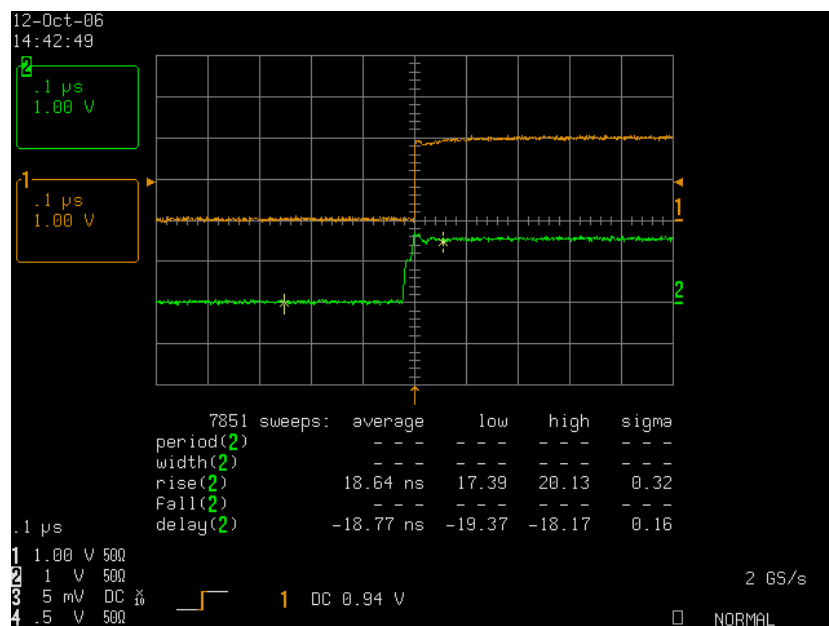 12-Oct-06
14:42:49
2
.1 µs
1.00 V
1
.1 µs
1.00 V
1
2
7851 sweeps: average low high sigma
period(2) - - - - - - - - - - - -
width(2) - - - - - - - - - - - -
rise(2) 18.64 ns 17.39 20.13 0.32
Fall(2) - - - - - - - - - - - -
delay(2) -18.77 ns -19.37 -18.17 0.16
.1 µs
1 1.00 V 50Ω
2 1 V 50Ω
3 5 mV DC X10
4 .5 V 50Ω
1 DC 0.94 V
2 GS/s
NORMAL